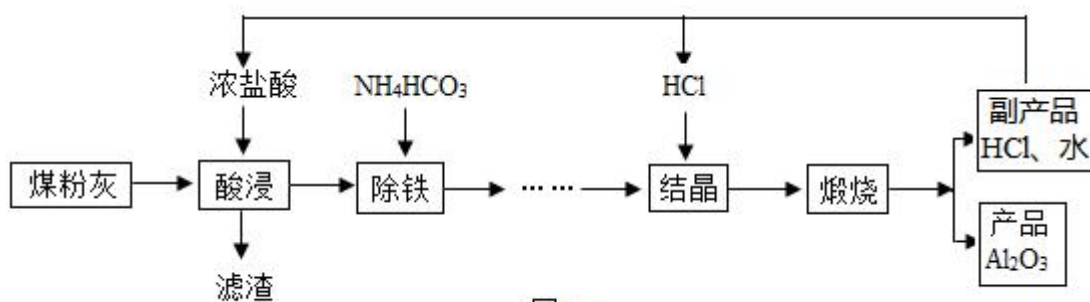 浓盐酸
NH₄HCO₃
HCl
副产品
HCl、水
煤粉灰
酸浸
除铁
… …
结晶
煅烧
产品
Al₂O₃
滤渣